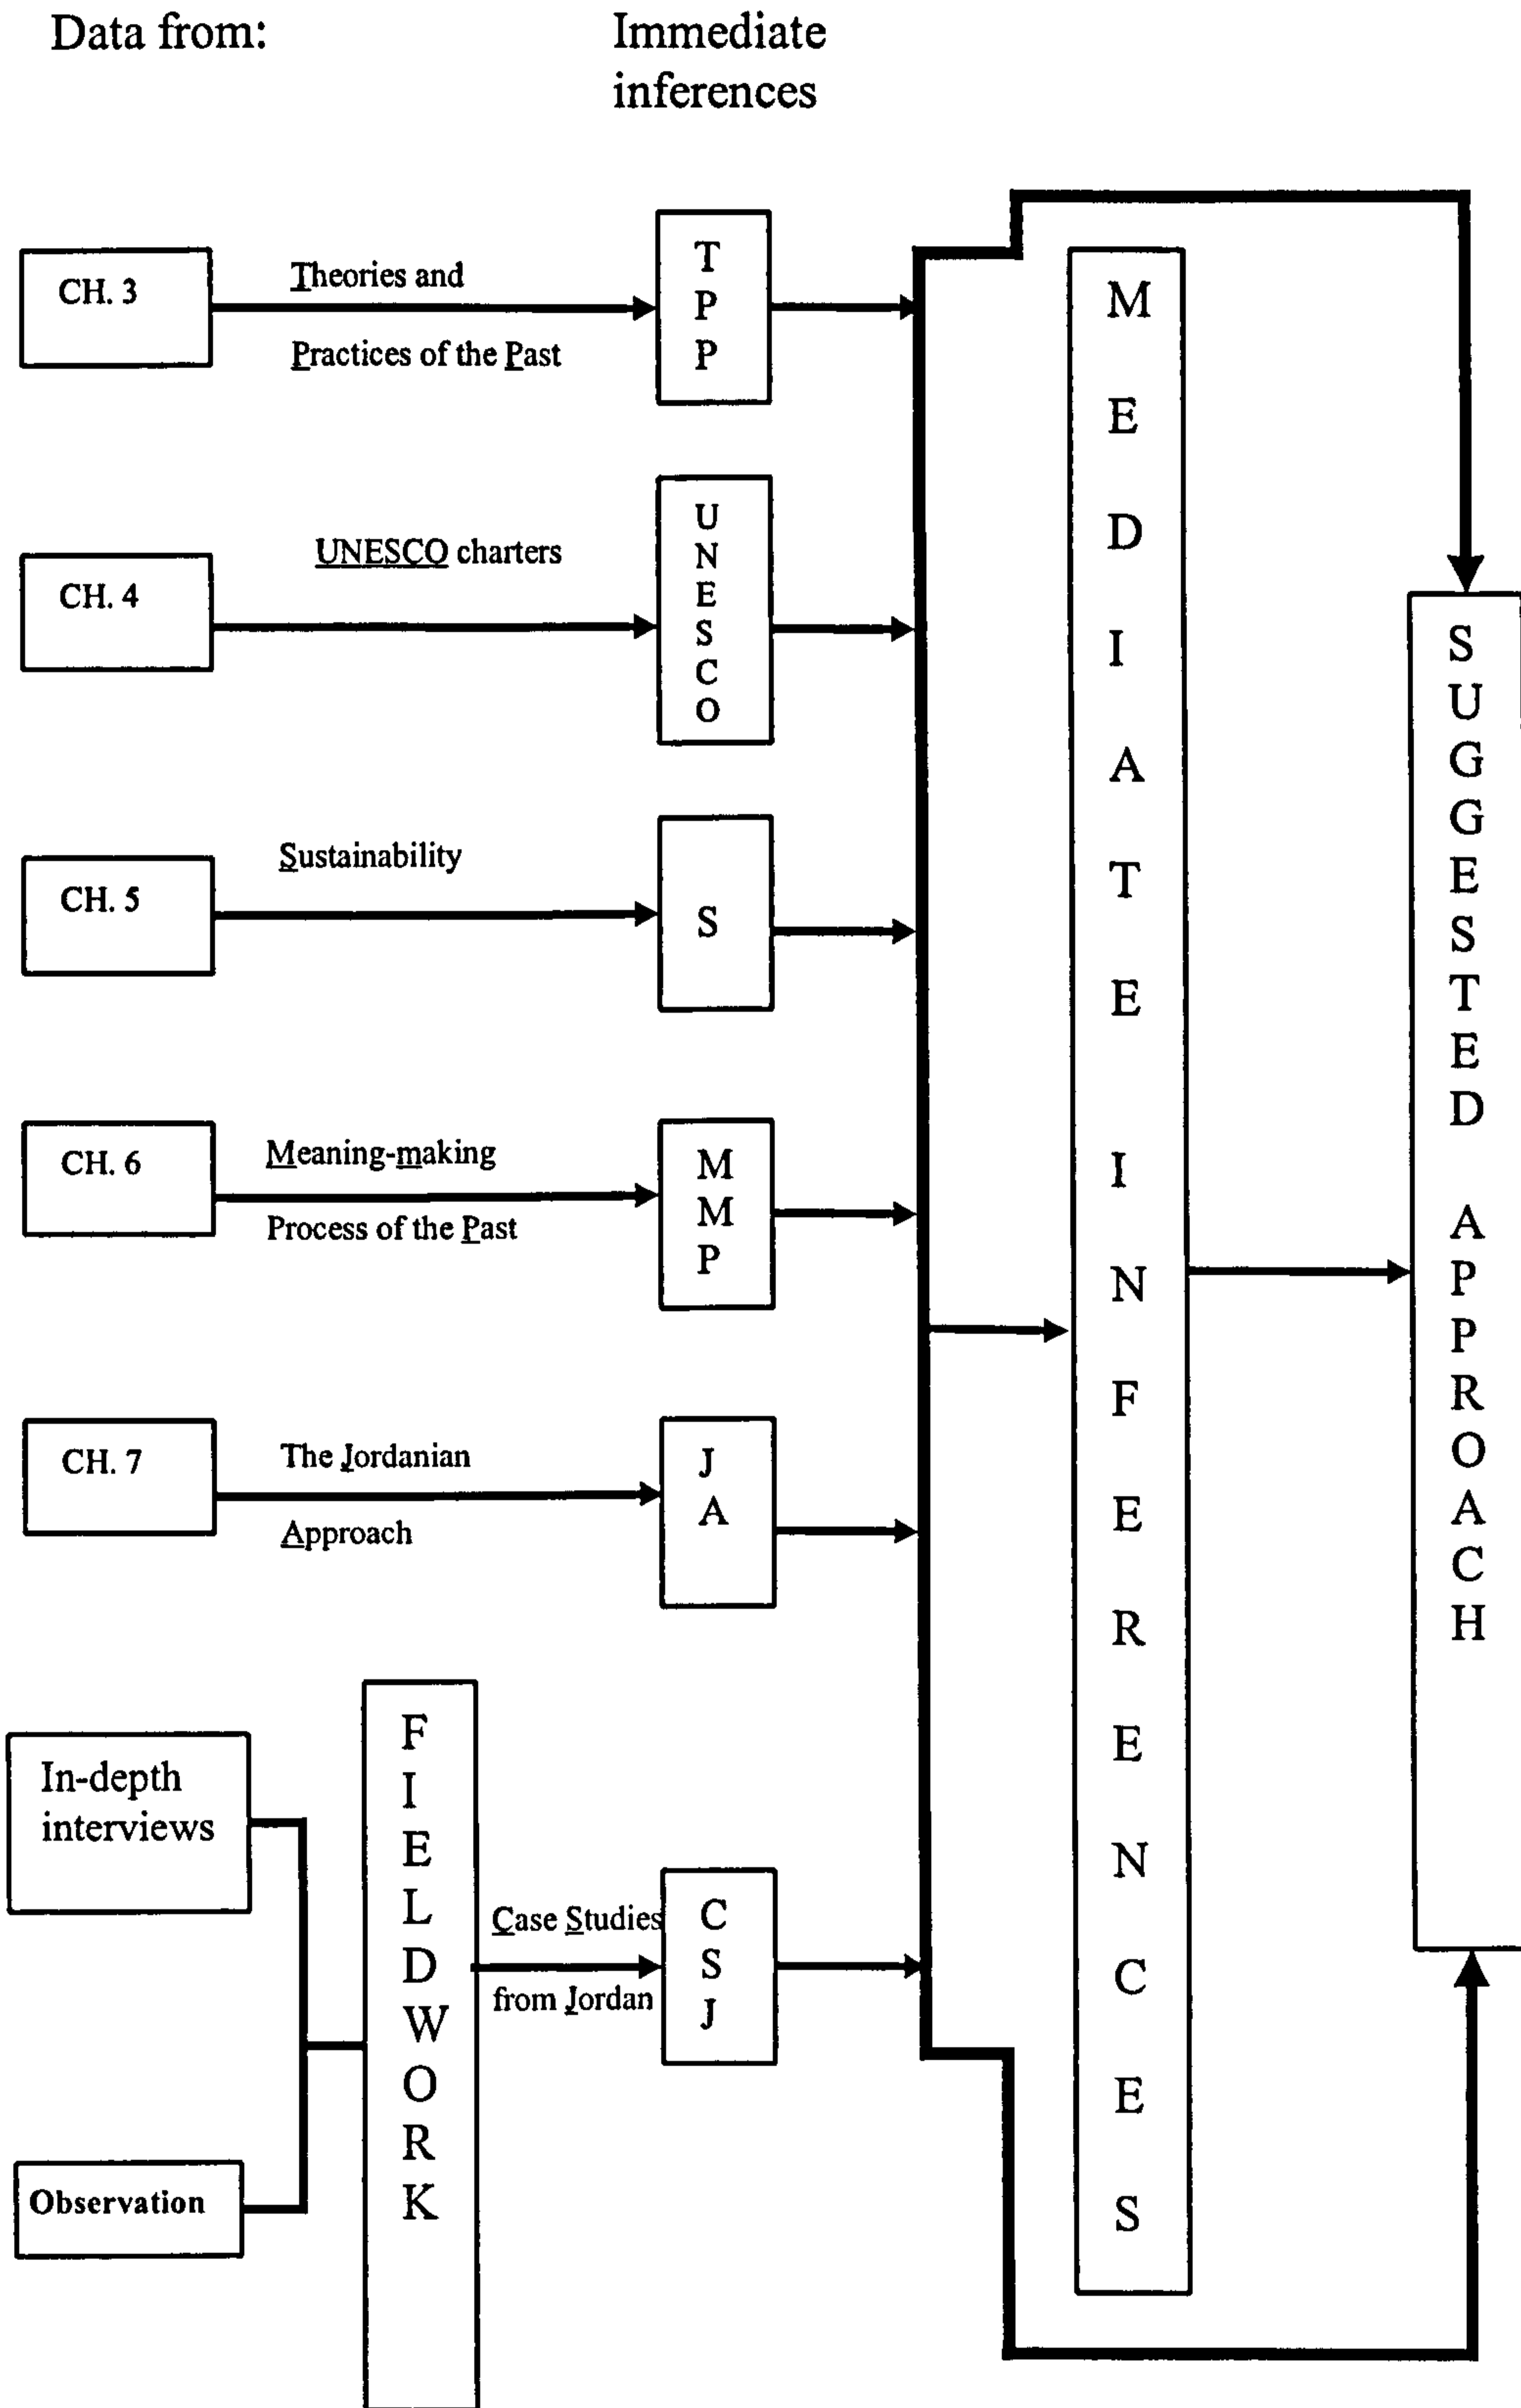 Data from:
Immediate
inferences
CH. 3
Theories and
Practices of the Past
T
P
P
CH. 4
UNESCO charters
U
N
E
S
C
O
CH. 5
Sustainability
S
CH. 6
Meaning-making
Process of the Past
M
M
P
CH. 7
The Jordanian
Approach
J
A
In-depth
interviews
Observation
F
I
E
L
D
W
O
R
K
Case Studies
from Jordan
C
S
J
M
E
D
I
A
T
E
I
N
F
E
R
E
N
C
E
S
S
U
G
G
E
S
T
E
D
A
P
P
R
O
A
C
H